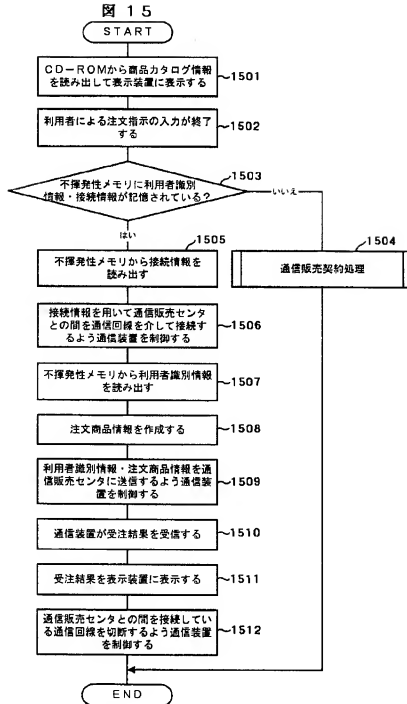 図 15
START
CD-ROMから商品カタログ情報
を読み出して表示装置に表示する
1501
利用者による注文指示の入力が終了
する
1502
不揮発性メモリに利用者識別
情報・接続情報が記憶されている?
1503
いいえ
はい
1504
通信販売契約処理
1505
不揮発性メモリから接続情報を
読み出す
接続情報を用いて通信販売センタ
との間を通信回線を介して接続す
るよう通信装置を制御する
1506
不揮発性メモリから利用者識別情報
を読み出す
1507
注文商品情報を作成する
1508
利用者識別情報・注文商品情報を通
信販売センタに送信するよう通信装
置を制御する
1509
通信装置が受注結果を受信する
1510
受注結果を表示装置に表示する
1511
通信販売センタとの間を接続している
通信回線を切断するよう通信装置
を制御する
1512
END